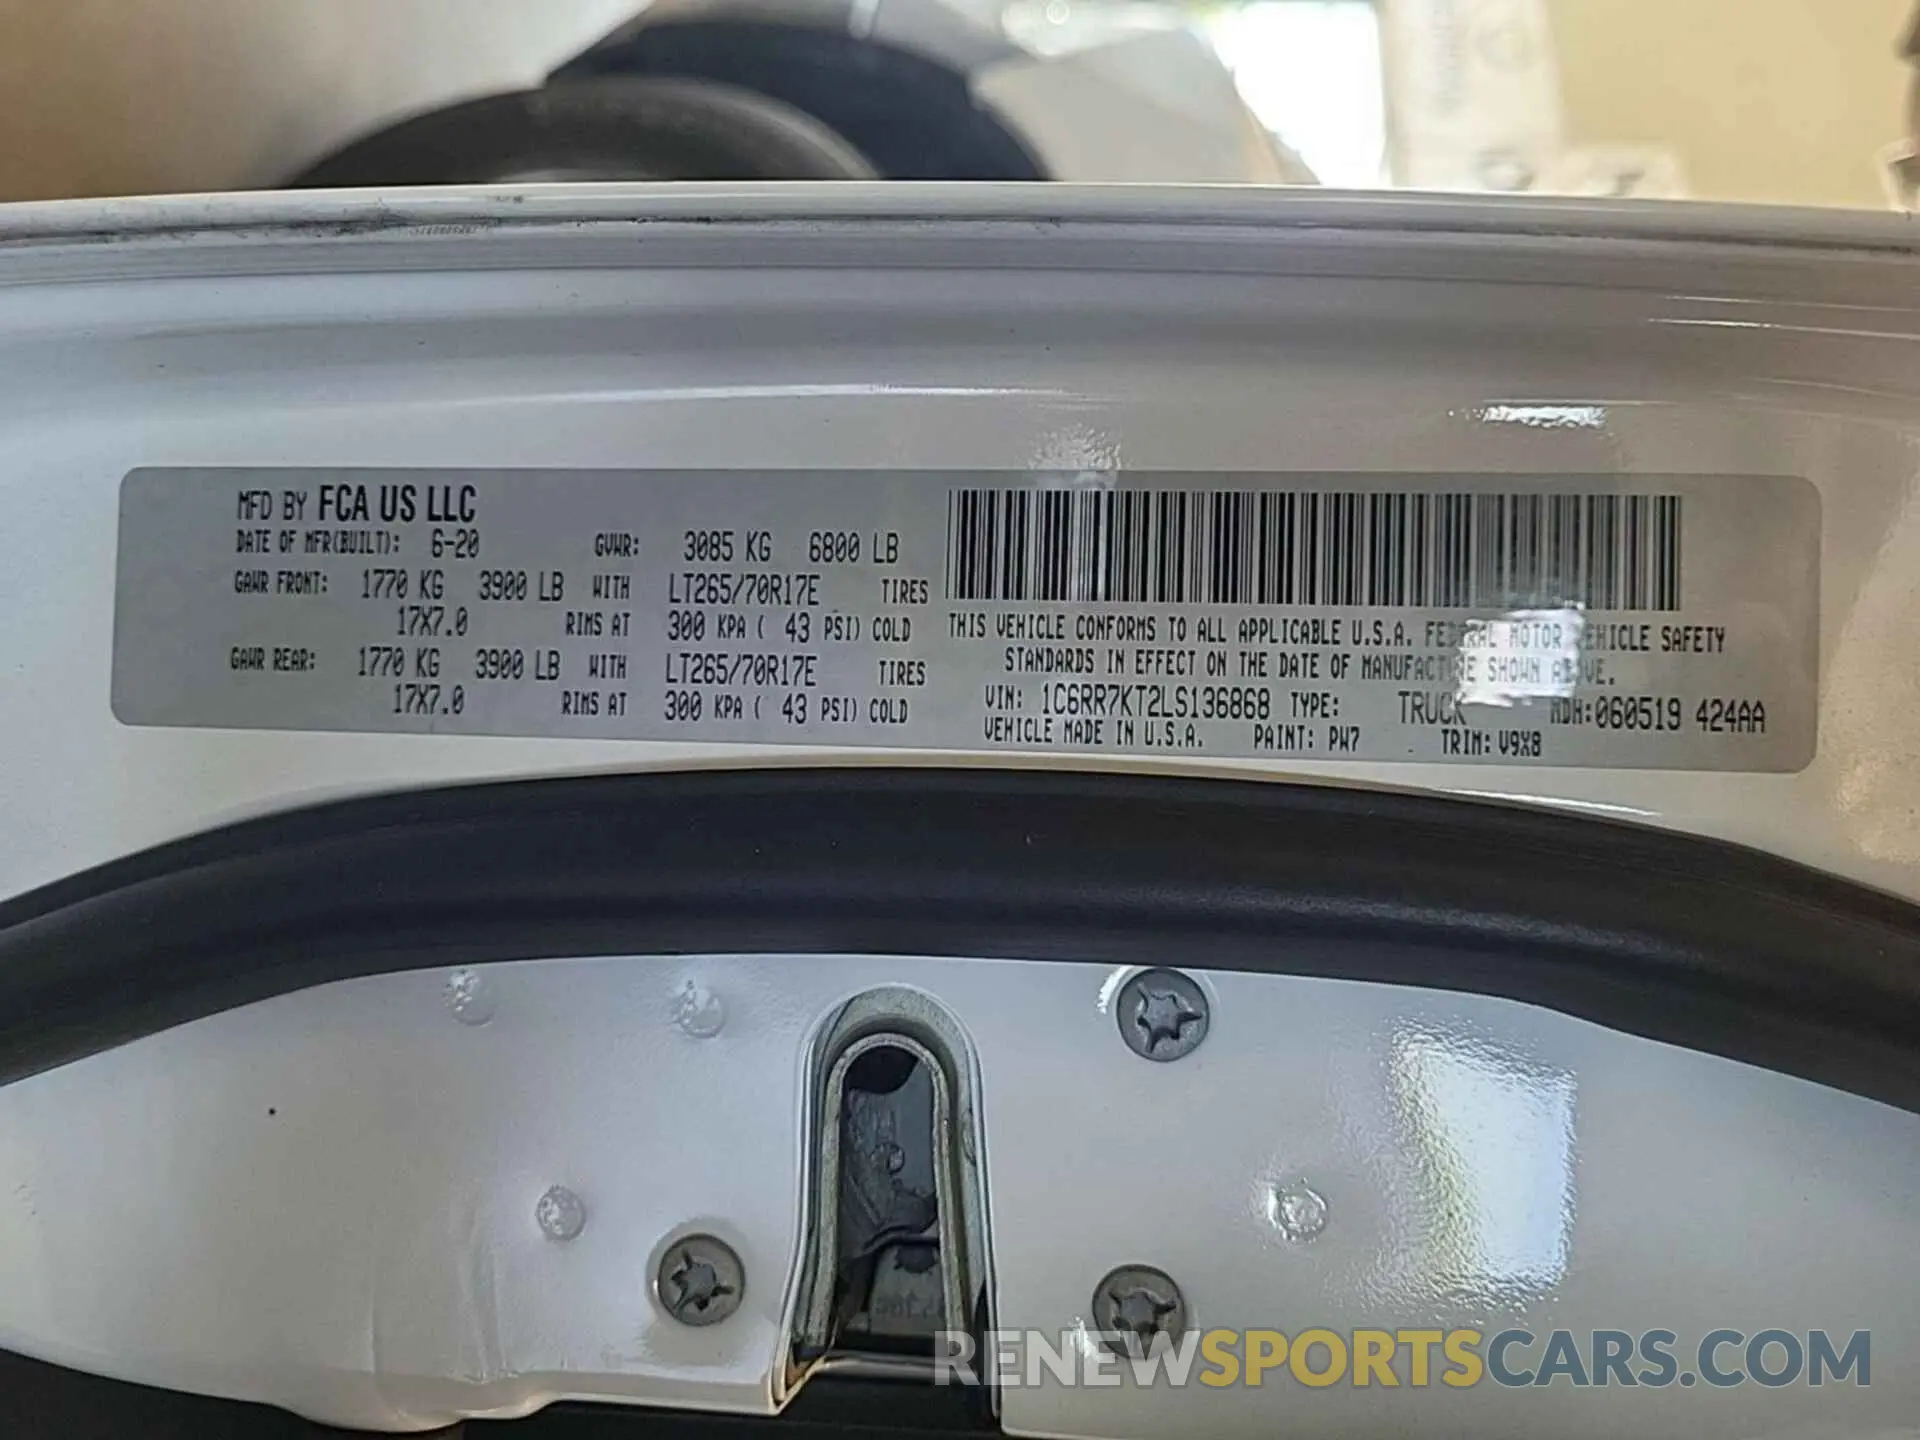 MFD BY FCA US LLC
DATE OF MFR(BUILT): 6-20 GVWR: 3085 KG 6800 LB
GAWR FRONT: 1770 KG 3900 LB WITH LT265/70R17E TIRES
17X7.0 RIMS AT 300 KPA ( 43 PSI) COLD
GAWR REAR: 1770 KG 3900 LB WITH LT265/70R17E TIRES
17X7.0 RIMS AT 300 KPA ( 43 PSI) COLD
THIS VEHICLE CONFORMS TO ALL APPLICABLE U.S.A. FEDERAL MOTOR VEHICLE SAFETY
STANDARDS IN EFFECT ON THE DATE OF MANUFACTURE SHOWN ABOVE.
VIN: 1C6RR7KT2LS136868 TYPE: TRUCK MDH:060519 424AA
VEHICLE MADE IN U.S.A. PAINT: PW7 TRIM: V9X8
RENEWSPORTSCARS.COM